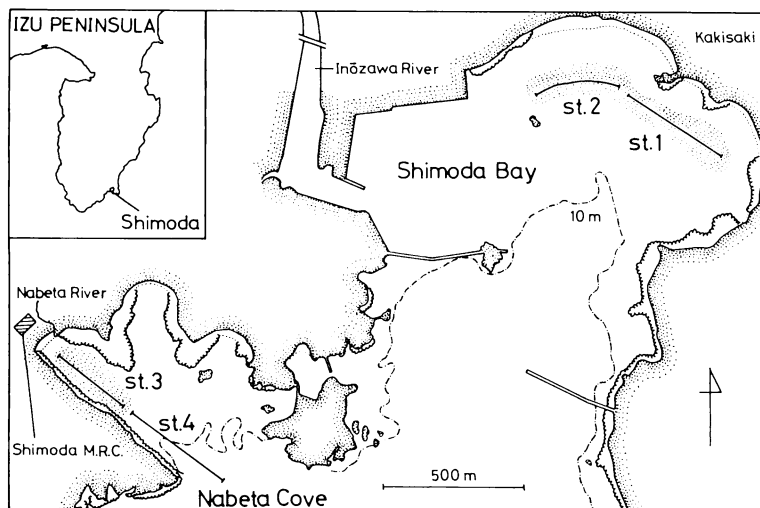 IZU PENINSULA
Shimoda
Inōzawa River
Kakisaki
st.2
st.1
Shimoda Bay
10 m
Nabeta River
st.3
st.4
Shimoda M.R.C.
Nabeta Cove
500 m